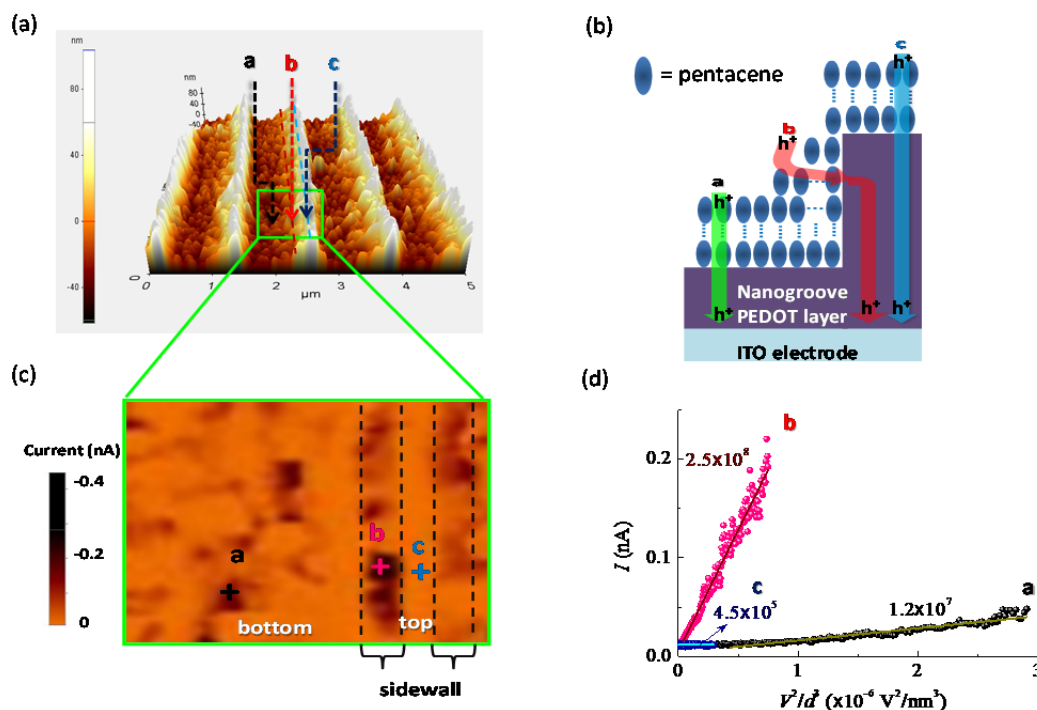 (a)
nm
80
40
0
-40
nm
80
40
0
-40
a
b
c
0
0
1
2
3
4
5
µm
(b)
= pentacene
c
h⁺
b
h⁺
a
h⁺
h⁺
h⁺
h⁺
Nanogroove
PEDOT layer
ITO electrode
(c)
Current (nA)
-0.4
-0.2
0
a
b
c
bottom
top
sidewall
(d)
I (nA)
0.2
0.1
0.0
b
2.5x10⁸
c
4.5x10⁵
1.2x10⁷
a
0
1
2
3
V²/d³ (x10⁻⁶ V²/nm³)